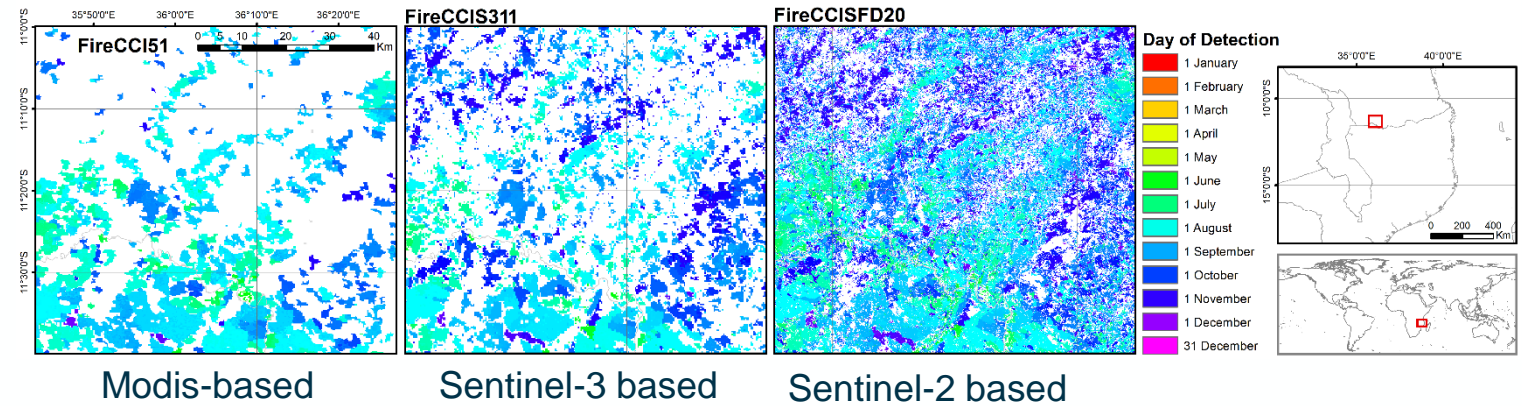 35°50'0"E 36°0'0"E 36°10'0"E 36°20'0"E
FireCCI51
0 5 10 20 30 40
Km
11°0'0"S
11°10'0"S
11°20'0"S
11°30'0"S
Modis-based
FireCCIS311
Sentinel-3 based
FireCCISFD20
Sentinel-2 based
Day of Detection
1 January
1 February
1 March
1 April
1 May
1 June
1 July
1 August
1 September
1 October
1 November
1 December
31 December
35°0'0"E 40°0'0"E
10°0'0"S
15°0'0"S
0 200 400
Km